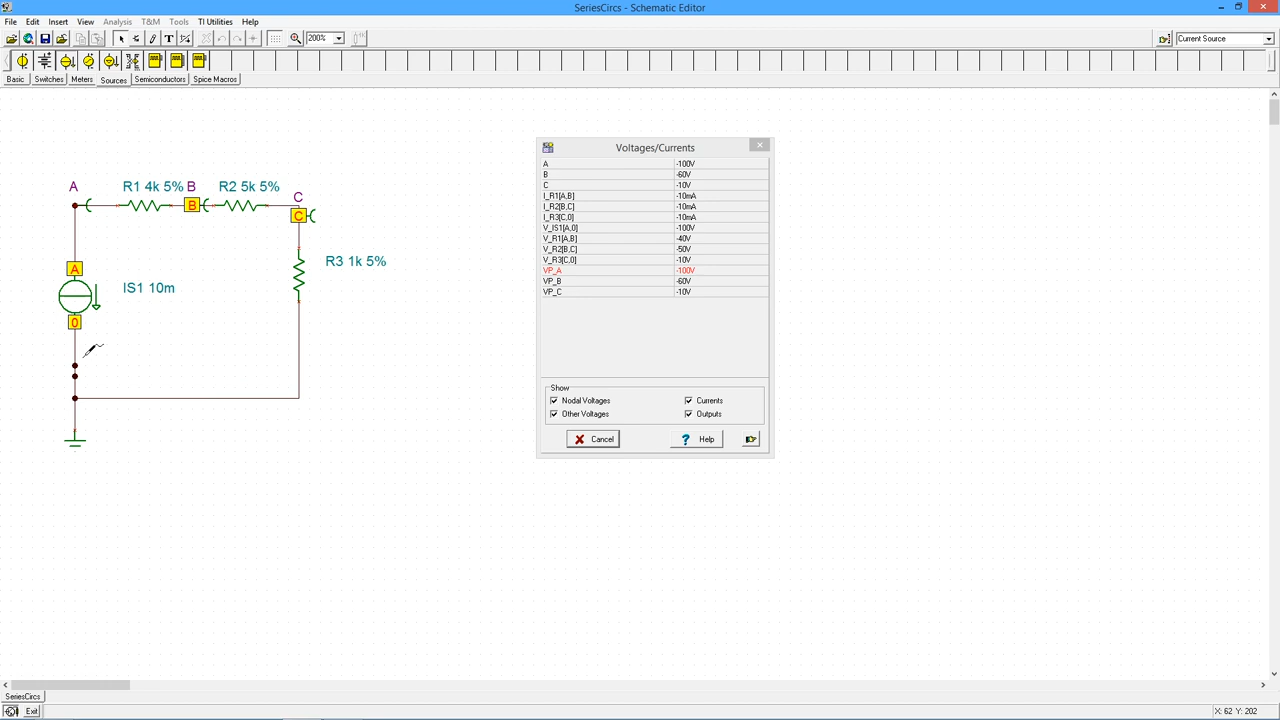 SeriesCircs - Schematic Editor
File Edit Insert View Analysis T&M Tools TI Utilities Help
T 200% Current Source
Basic Switches Meters Sources Semiconductors Spice Macros
Voltages/Currents
A -100V
B -60V
C -10V
I_R1[A,B] -10mA
I_R2[B,C] -10mA
I_R3[C,0] -10mA
V_IS1[A,0] -100V
V_R1[A,B] -40V
V_R2[B,C] -50V
V_R3[C,0] -10V
VP_A -100V
VP_B -60V
VP_C -10V
Show
Nodal Voltages Currents
Other Voltages Outputs
Cancel ? Help
A R1 4k 5% B R2 5k 5% C
B
C
R3 1k 5%
A
IS1 10m
0
SeriesCircs
Exit X: 62 Y: 202